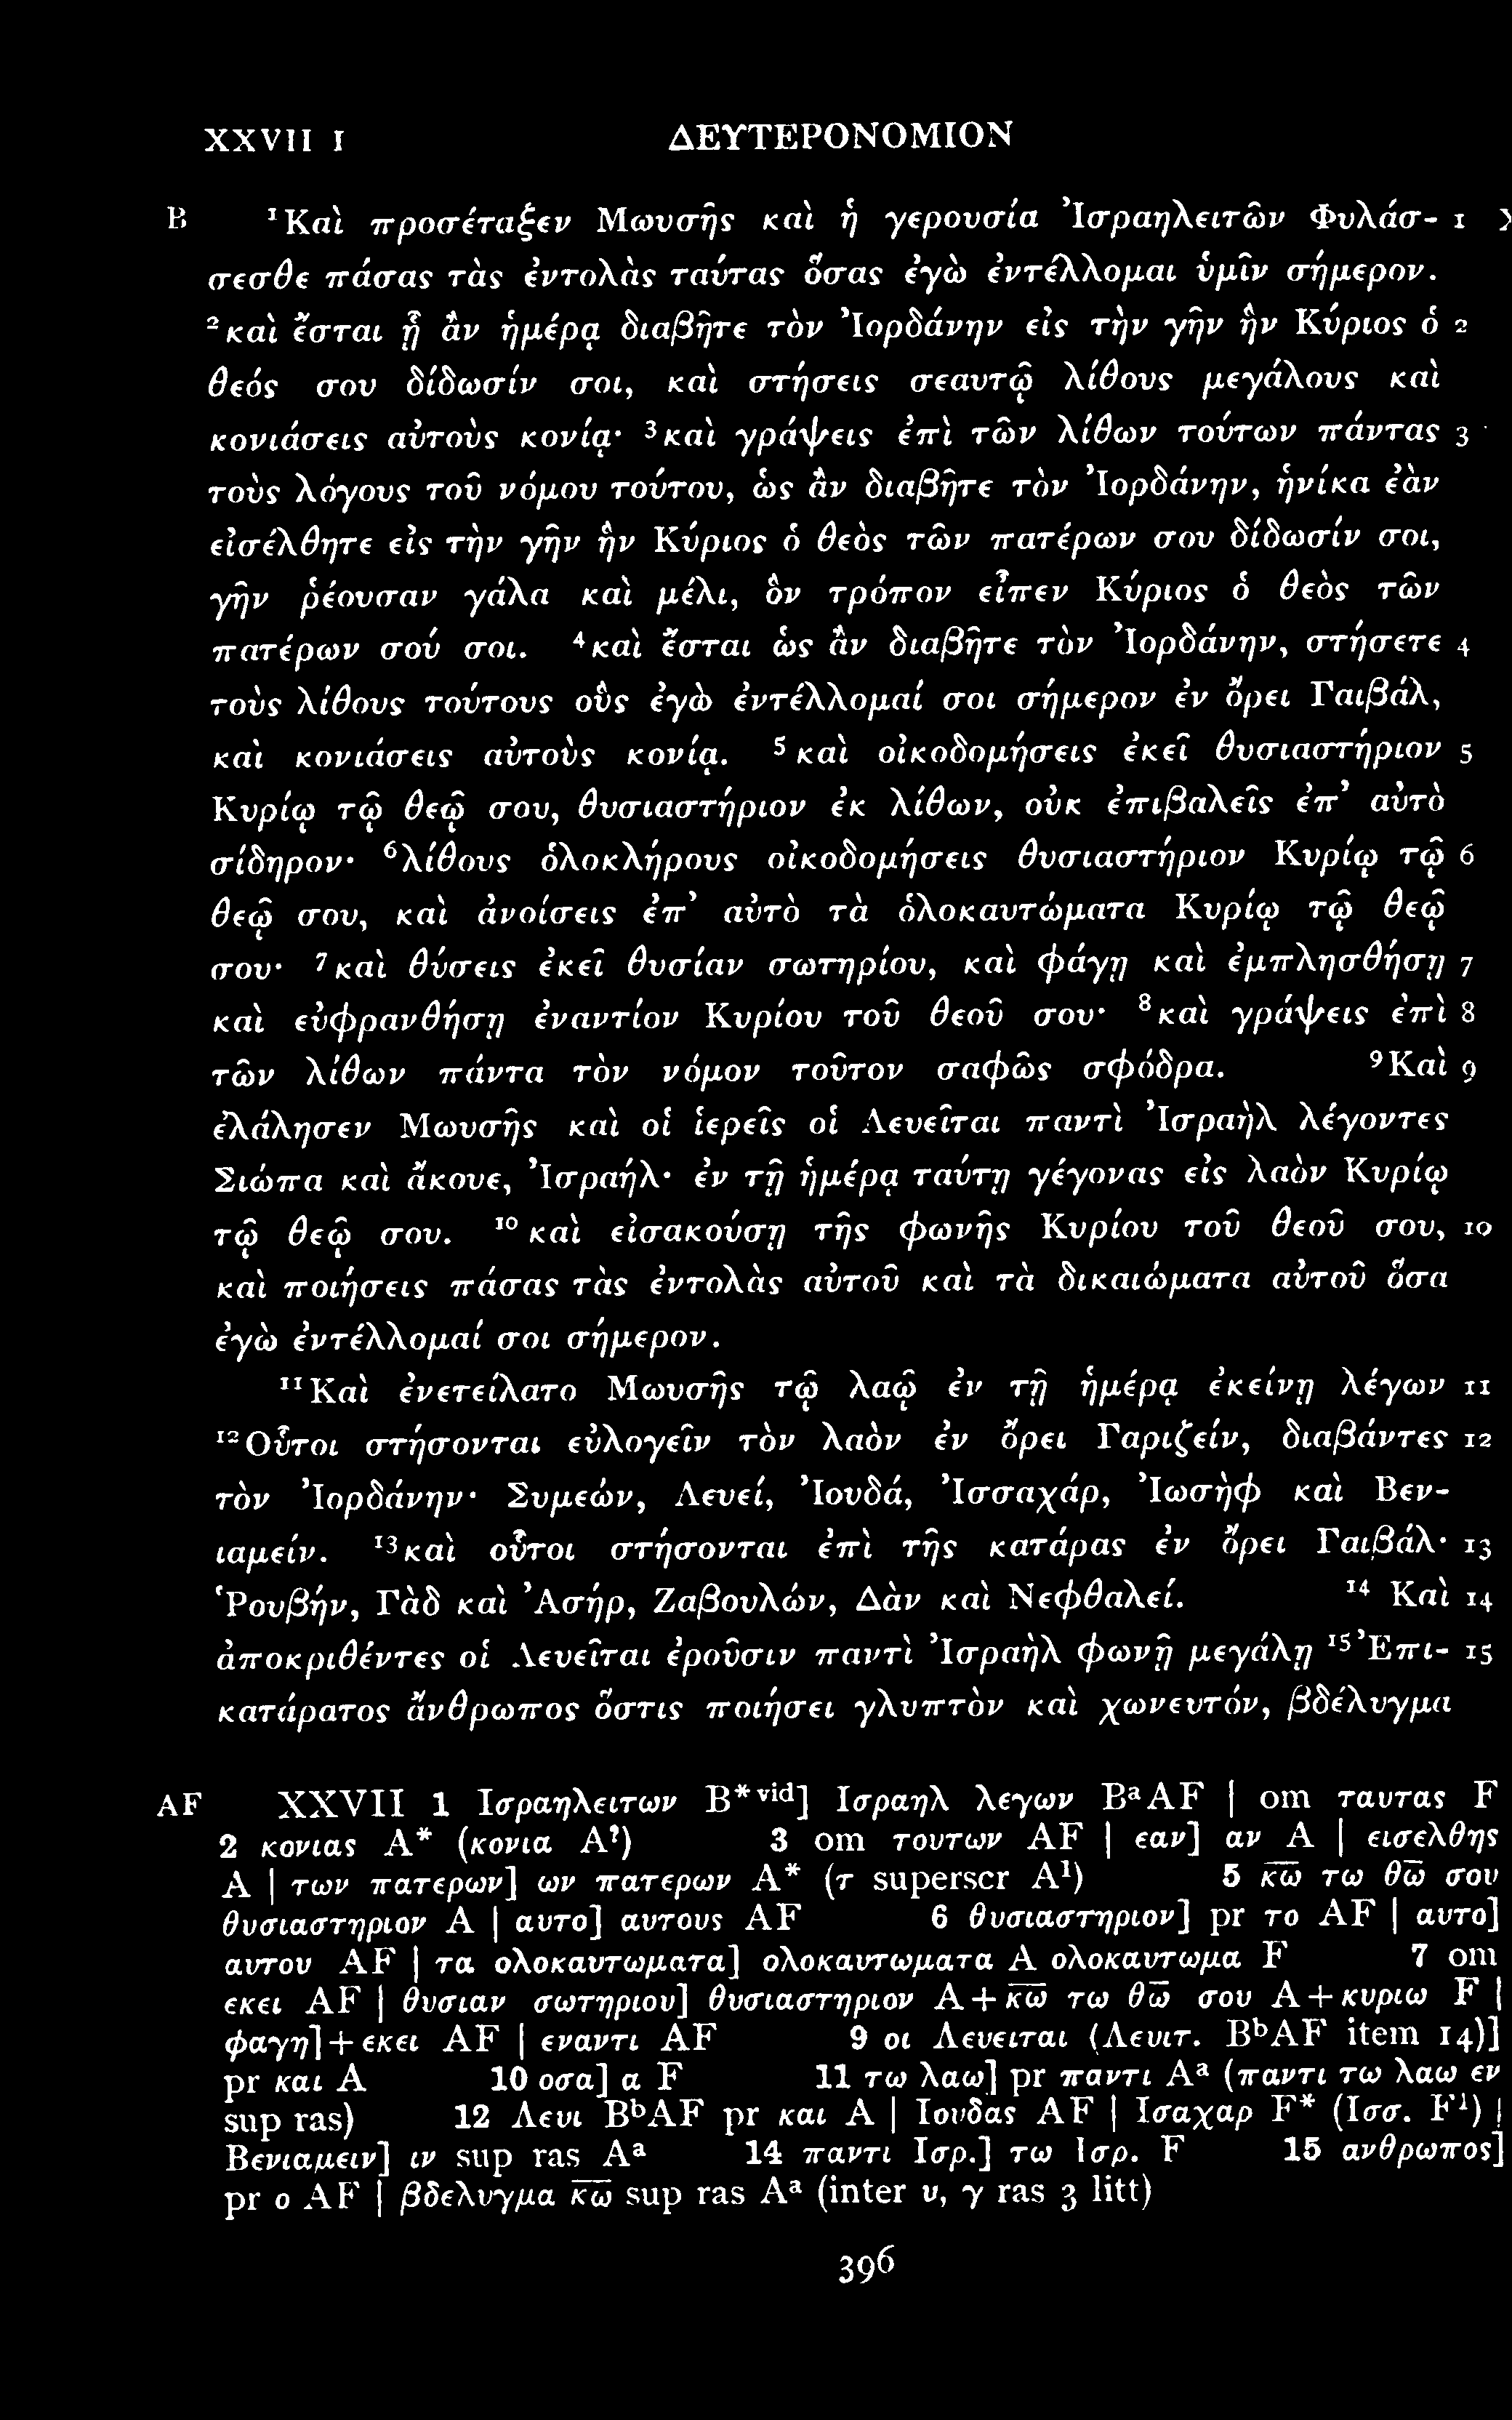 XXVII 1 ΔΕΥΤΕΡΟΝΟΜΙΟΝ
B ¹Καὶ προσέταξεν Μωυσῆς καὶ ἡ γερουσία Ἰσραηλειτῶν Φυλάσ- 1
σεσθε πάσας τὰς ἐντολὰς ταύτας ὅσας ἐγὼ ἐντέλλομαι ὑμῖν σήμερον.
²καὶ ἔσται ᾗ ἂν ἡμέρᾳ διαβῆτε τὸν Ἰορδάνην εἰς τὴν γῆν ἣν Κύριος ὁ 2
θεός σου δίδωσίν σοι, καὶ στήσεις σεαυτῷ λίθους μεγάλους καὶ
κονιάσεις αὐτοὺς κονίᾳ· ³καὶ γράψεις ἐπὶ τῶν λίθων τούτων πάντας 3
τοὺς λόγους τοῦ νόμου τούτου, ὡς ἂν διαβῆτε τὸν Ἰορδάνην, ἡνίκα ἐὰν
εἰσέλθητε εἰς τὴν γῆν ἣν Κύριος ὁ θεὸς τῶν πατέρων σου δίδωσίν σοι,
γῆν ῥέουσαν γάλα καὶ μέλι, ὃν τρόπον εἶπεν Κύριος ὁ θεὸς τῶν
πατέρων σού σοι. ⁴καὶ ἔσται ὡς ἂν διαβῆτε τὸν Ἰορδάνην, στήσετε 4
τοὺς λίθους τούτους οὓς ἐγὼ ἐντέλλομαί σοι σήμερον ἐν ὄρει Γαιβάλ,
καὶ κονιάσεις αὐτοὺς κονίᾳ. ⁵καὶ οἰκοδομήσεις ἐκεῖ θυσιαστήριον 5
Κυρίῳ τῷ θεῷ σου, θυσιαστήριον ἐκ λίθων, οὐκ ἐπιβαλεῖς ἐπ’ αὐτὸ
σίδηρον· ⁶λίθους ὁλοκλήρους οἰκοδομήσεις θυσιαστήριον Κυρίῳ τῷ 6
θεῷ σου, καὶ ἀνοίσεις ἐπ’ αὐτὸ τὰ ὁλοκαυτώματα Κυρίῳ τῷ θεῷ
σου· ⁷καὶ θύσεις ἐκεῖ θυσίαν σωτηρίου, καὶ φάγῃ καὶ ἐμπλησθήσῃ 7
καὶ εὐφρανθήσῃ ἐναντίον Κυρίου τοῦ θεοῦ σου· ⁸καὶ γράψεις ἐπὶ 8
τῶν λίθων πάντα τὸν νόμον τοῦτον σαφῶς σφόδρα. ⁹Καὶ 9
ἐλάλησεν Μωυσῆς καὶ οἱ ἱερεῖς οἱ Λευεῖται παντὶ Ἰσραὴλ λέγοντες
Σιώπα καὶ ἄκουε, Ἰσραήλ· ἐν τῇ ἡμέρᾳ ταύτῃ γέγονας εἰς λαὸν Κυρίῳ
τῷ θεῷ σου. ¹⁰καὶ εἰσακούσῃ τῆς φωνῆς Κυρίου τοῦ θεοῦ σου, 10
καὶ ποιήσεις πάσας τὰς ἐντολὰς αὐτοῦ καὶ τὰ δικαιώματα αὐτοῦ ὅσα
ἐγὼ ἐντέλλομαί σοι σήμερον.
¹¹Καὶ ἐνετείλατο Μωυσῆς τῷ λαῷ ἐν τῇ ἡμέρᾳ ἐκείνῃ λέγων 11
¹²Οὗτοι στήσονται εὐλογεῖν τὸν λαὸν ἐν ὄρει Γαριζείν, διαβάντες 12
τὸν Ἰορδάνην· Συμεών, Λευεί, Ἰουδά, Ἰσσαχάρ, Ἰωσὴφ καὶ Βεν-
ιαμείν. ¹³καὶ οὗτοι στήσονται ἐπὶ τῆς κατάρας ἐν ὄρει Γαιβάλ· 13
Ῥουβήν, Γὰδ καὶ Ἀσήρ, Ζαβουλών, Δὰν καὶ Νεφθαλεί. ¹⁴Καὶ 14
ἀποκριθέντες οἱ Λευεῖται ἐροῦσιν παντὶ Ἰσραὴλ φωνῇ μεγάλῃ ¹⁵Ἐπι- 15
κατάρατος ἄνθρωπος ὅστις ποιήσει γλυπτὸν καὶ χωνευτόν, βδέλυγμα
AF XXVII 1 Ισραηλειτων B*ᵛⁱᵈ] Ισραηλ λεγων BᵃAF | om ταυτας F
2 κονιας A* (κονια A?) 3 om τουτων AF | εαν] αν A | εισελθης
A | των πατερων] ων πατερων A* (τ superscr A¹) 5 κ̅ω̅ τω θ̅ω̅ σου
θυσιαστηριον A | αυτο] αυτους AF 6 θυσιαστηριον] pr το AF | αυτο]
αυτου AF | τα ολοκαυτωματα] ολοκαυτωματα A ολοκαυτωμα F 7 om
εκει AF | θυσιαν σωτηριου] θυσιαστηριον A + κ̅ω̅ τω θ̅ω̅ σου A + κυριω F |
φαγη] + εκει AF | εναντι AF 9 οι Λευειται (Λευιτ. BᵇAF item 14)]
pr και A 10 οσα] α F 11 τω λαω] pr παντι Aᵃ (παντι τω λαω εν
sup ras) 12 Λευι BᵇAF pr και A | Ιουδας AF | Ισαχαρ F* (Ισσ. F¹) |
Βενιαμειν] ιν sup ras Aᵃ 14 παντι Ισρ.] τω Ισρ. F 15 ανθρωπος]
pr ο AF | βδελυγμα κ̅ω̅ sup ras Aᵃ (inter υ, γ ras 3 litt)
396